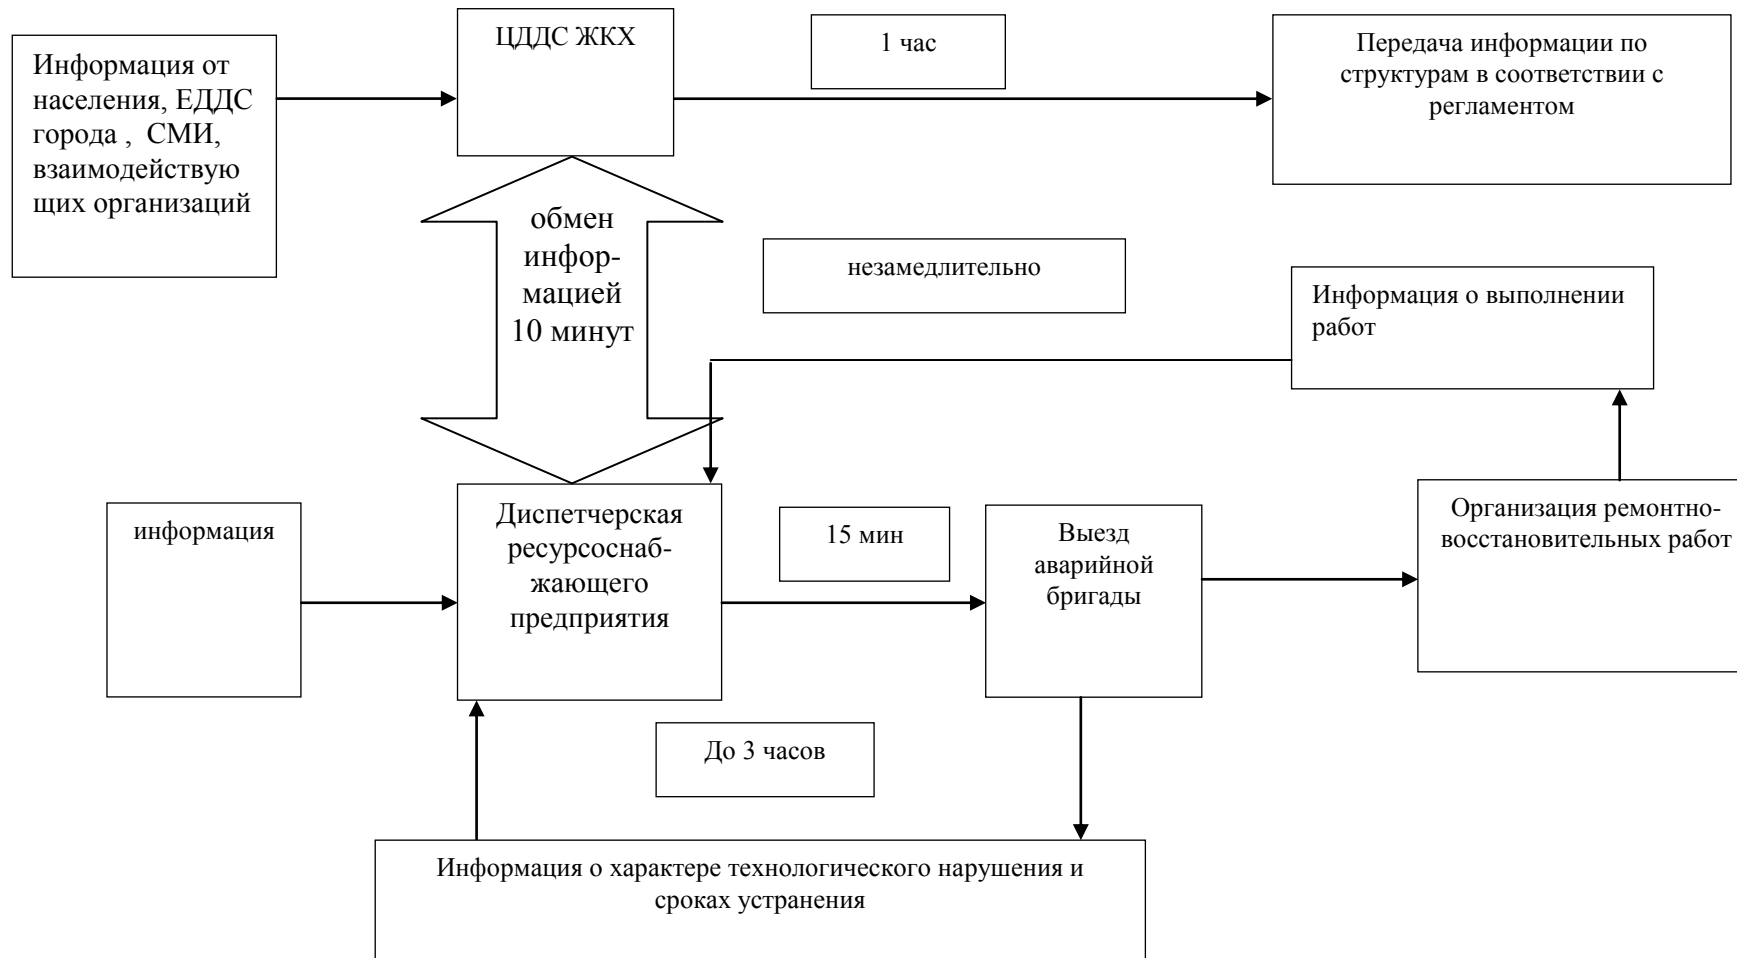 ЦДДС ЖКХ
1 час
Передача информации по
структурам в соответствии с
регламентом
Информация от
населения, ЕДДС
города ,  СМИ,
взаимодействую
щих организаций
обмен
инфор-
мацией
10 минут
незамедлительно
Информация о выполнении
работ
информация
Диспетчерская
ресурсоснаб-
жающего
предприятия
15 мин
Выезд
аварийной
бригады
Организация ремонтно-
восстановительных работ
До 3 часов
Информация о характере технологического нарушения и
сроках устранения